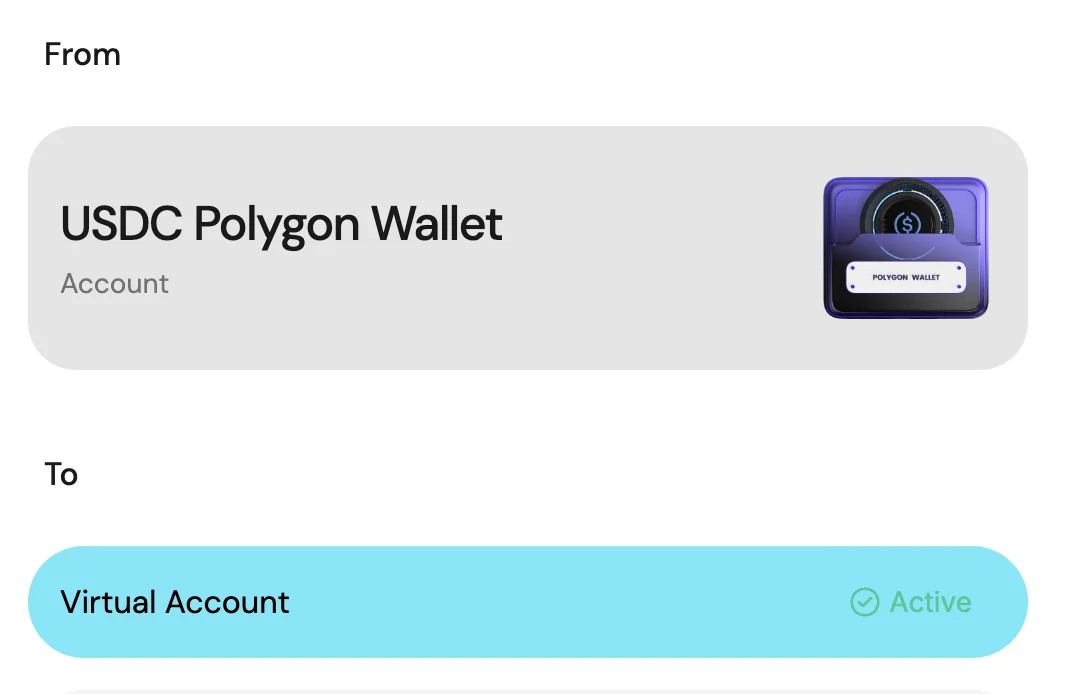 From
USDC Polygon Wallet
Account
POLYGON WALLET
To
Virtual Account
Active